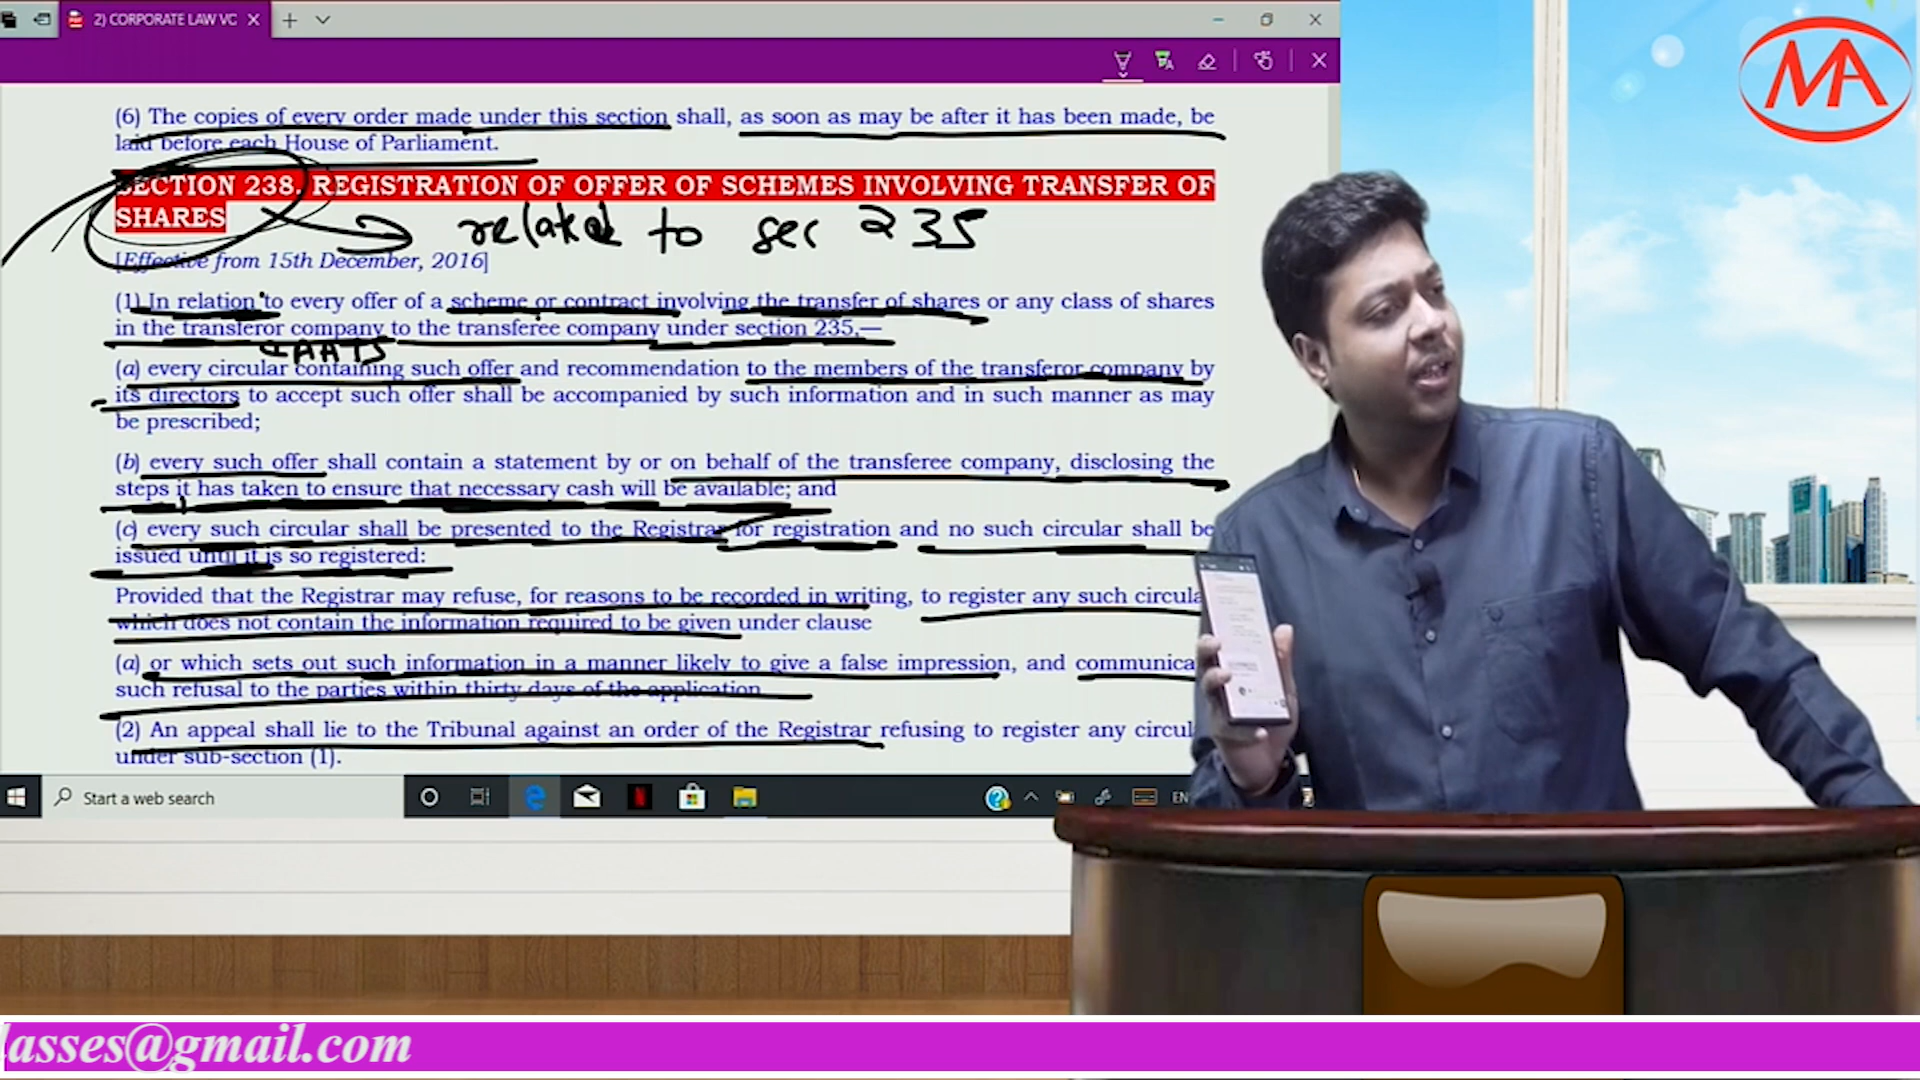 2) CORPORATE LAW VC
(6) The copies of every order made under this section shall, as soon as may be after it has been made, be
laid before each House of Parliament.
SECTION 238. REGISTRATION OF OFFER OF SCHEMES INVOLVING TRANSFER OF
SHARES
related to sec 235
[Effective from 15th December, 2016]
(1) In relation to every offer of a scheme or contract involving the transfer of shares or any class of shares
in the transferor company to the transferee company under section 235,—
(a) every circular containing such offer and recommendation to the members of the transferor company by
its directors to accept such offer shall be accompanied by such information and in such manner as may
be prescribed;
(b) every such offer shall contain a statement by or on behalf of the transferee company, disclosing the
steps it has taken to ensure that necessary cash will be available; and
(c) every such circular shall be presented to the Registrar for registration and no such circular shall be
issued until it is so registered:
Provided that the Registrar may refuse, for reasons to be recorded in writing, to register any such circula
which does not contain the information required to be given under clause
(a) or which sets out such information in a manner likely to give a false impression, and communica
such refusal to the parties within thirty days of the application
(2) An appeal shall lie to the Tribunal against an order of the Registrar refusing to register any circul
under sub-section (1).
Start a web search
EN
MA
lasses@gmail.com